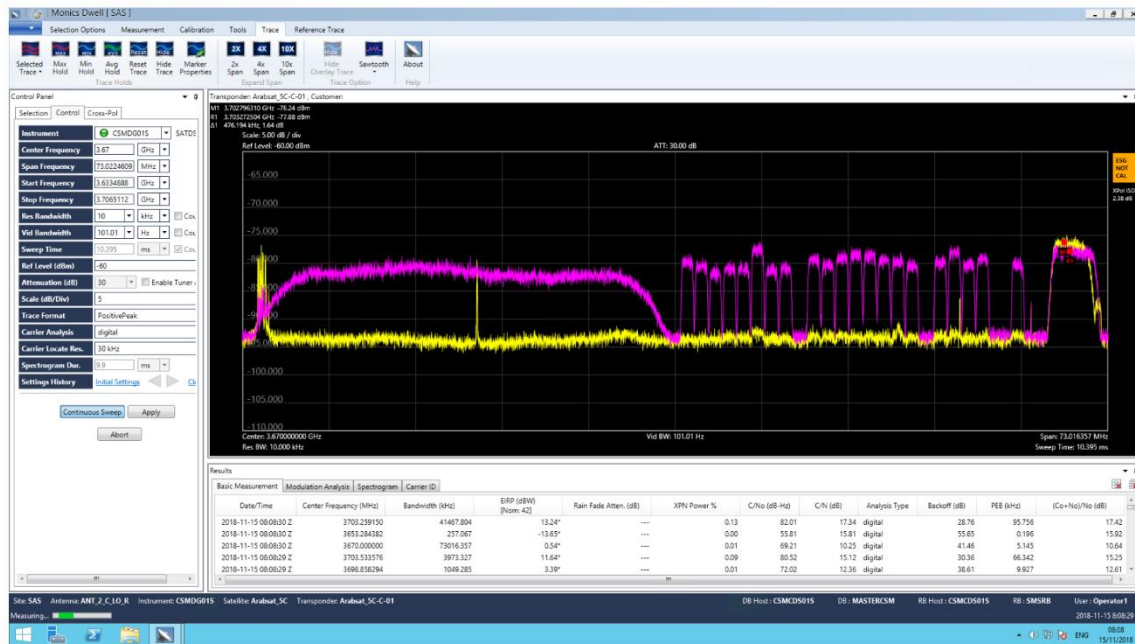 Monics Dwell [ SAS ]
Selection Options Measurement Calibration Tools Trace Reference Trace
MAX MIN AVG Reset Hide 2X 4X 10X Hide
Selected Trace Max Hold Min Hold Avg Hold Reset Trace Hide Trace Marker Properties 2x Span 4x Span 10x Span Hide Overlay Trace Sawtooth About
Trace Holds Expand Span Trace Option Help
Control Panel
Selection Control Cross-Pol
Instrument CSMDG01S SATDS
Center Frequency 3.67 GHz
Span Frequency 73.0224609 MHz
Start Frequency 3.6334888 GHz
Stop Frequency 3.7065112 GHz
Res Bandwidth 10 kHz Cou
Vid Bandwidth 101.01 Hz Cou
Sweep Time 10.395 ms Cou
Ref Level (dBm) -60
Attenuation (dB) 30 Enable Tuner
Scale (dB/Div) 5
Trace Format PositivePeak
Carrier Analysis digital
Carrier Locate Res. 30 kHz
Spectrogram Dur. 9.9 ms
Settings History Initial Settings
Continuous Sweep Apply
Abort
Transponder: Arabsat_5C-C-01 , Customer:
M1 3.702796310 GHz -76.24 dBm
R1 3.703272504 GHz -77.88 dBm
Δ1 476.194 kHz, 1.64 dB
Scale: 5.00 dB / div
Ref Level: -60.00 dBm ATT: 30.00 dB
ESG NOT CAL
XPol ISO
2.38 dB
-65.000
-70.000
-75.000
-100.000
-105.000
-110.000
Center: 3.670000000 GHz Vid BW: 101.01 Hz Span: 73.016357 MHz
Res BW: 10.000 kHz Sweep Time: 10.395 ms
Results
Basic Measurement Modulation Analysis Spectrogram Carrier ID
Date/Time Center Frequency (MHz) Bandwidth (kHz) EIRP (dBW) [Nom: 42] Rain Fade Atten. (dB) XPN Power % C/No (dB-Hz) C/N (dB) Analysis Type Backoff (dB) PEB (kHz) (Co+No)/No (dB)
2018-11-15 08:08:30 Z 3703.259150 41467.804 13.24* --- 0.13 82.01 17.34 digital 28.76 95.756 17.42
2018-11-15 08:08:30 Z 3653.284382 257.067 -13.65* --- 0.00 55.81 15.81 digital 55.65 0.196 15.92
2018-11-15 08:08:30 Z 3670.000000 73016.357 0.54* --- 0.01 69.21 10.25 digital 41.46 5.145 10.64
2018-11-15 08:08:29 Z 3703.533576 3973.327 11.64* --- 0.09 80.52 15.12 digital 30.36 66.342 15.25
2018-11-15 08:08:29 Z 3698.858294 1049.285 3.39* --- 0.01 72.02 12.36 digital 38.61 9.927 12.61
Site: SAS Antenna: ANT_2_C_LO_R Instrument: CSMDG01S Satellite: Arabsat_5C Transponder: Arabsat_5C-C-01 DB Host : CSMCDS01S DB : MASTERCSM RB Host : CSMCDS01S RB : SMSRB User : Operator1
Measuring... 2018-11-15 8:08:29
ENG 08:08
15/11/2018